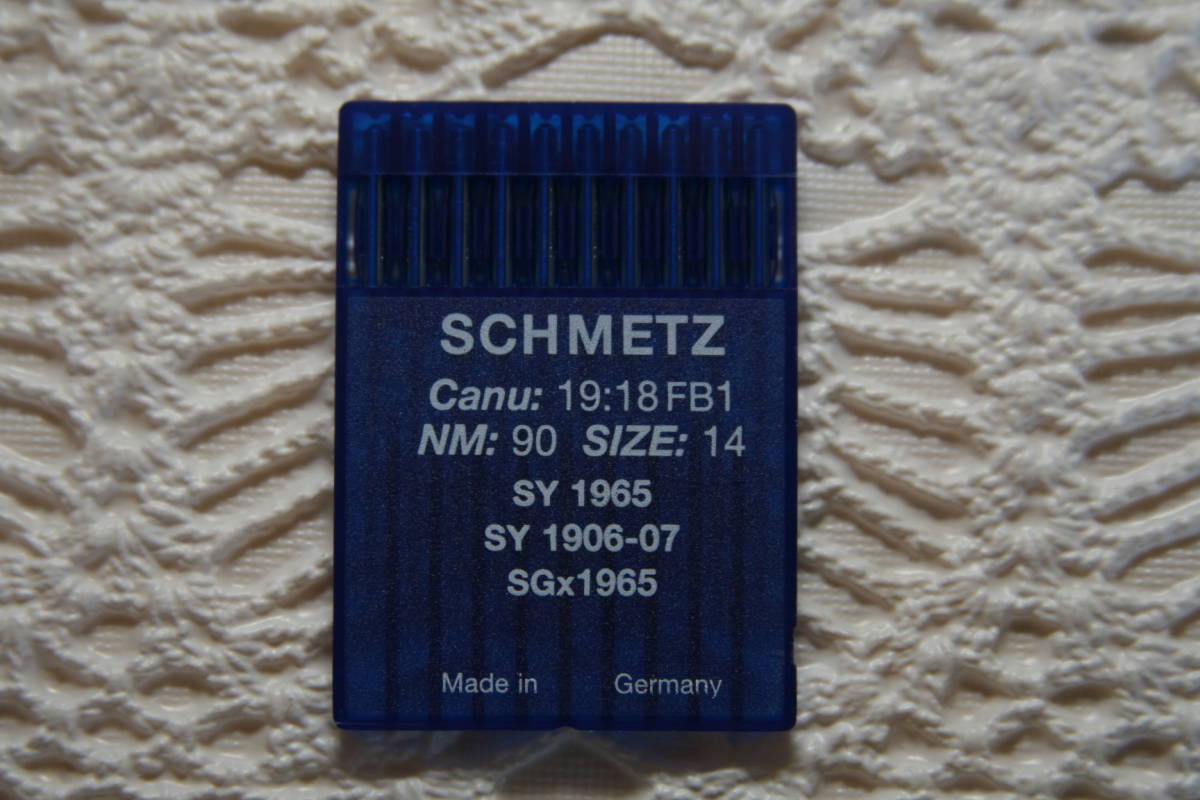 SCHMETZ
Canu: 19:18 FB1
NM: 90 SIZE: 14
SY 1965
SY 1906-07
SGx1965
Made in Germany